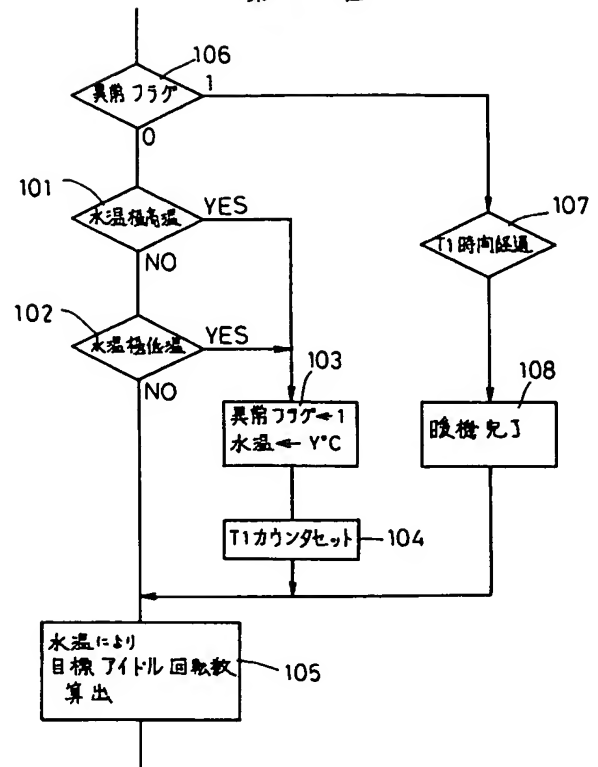 106
異常フラグ
1
0
101
水温極高温
YES
NO
107
T1時間経過
102
水温極低温
YES
NO
103
異常フラグ←1
水温←Y°C
108
暖機完了
T1カウンタセット
104
水温により
目標アイドル回転数
算出
105